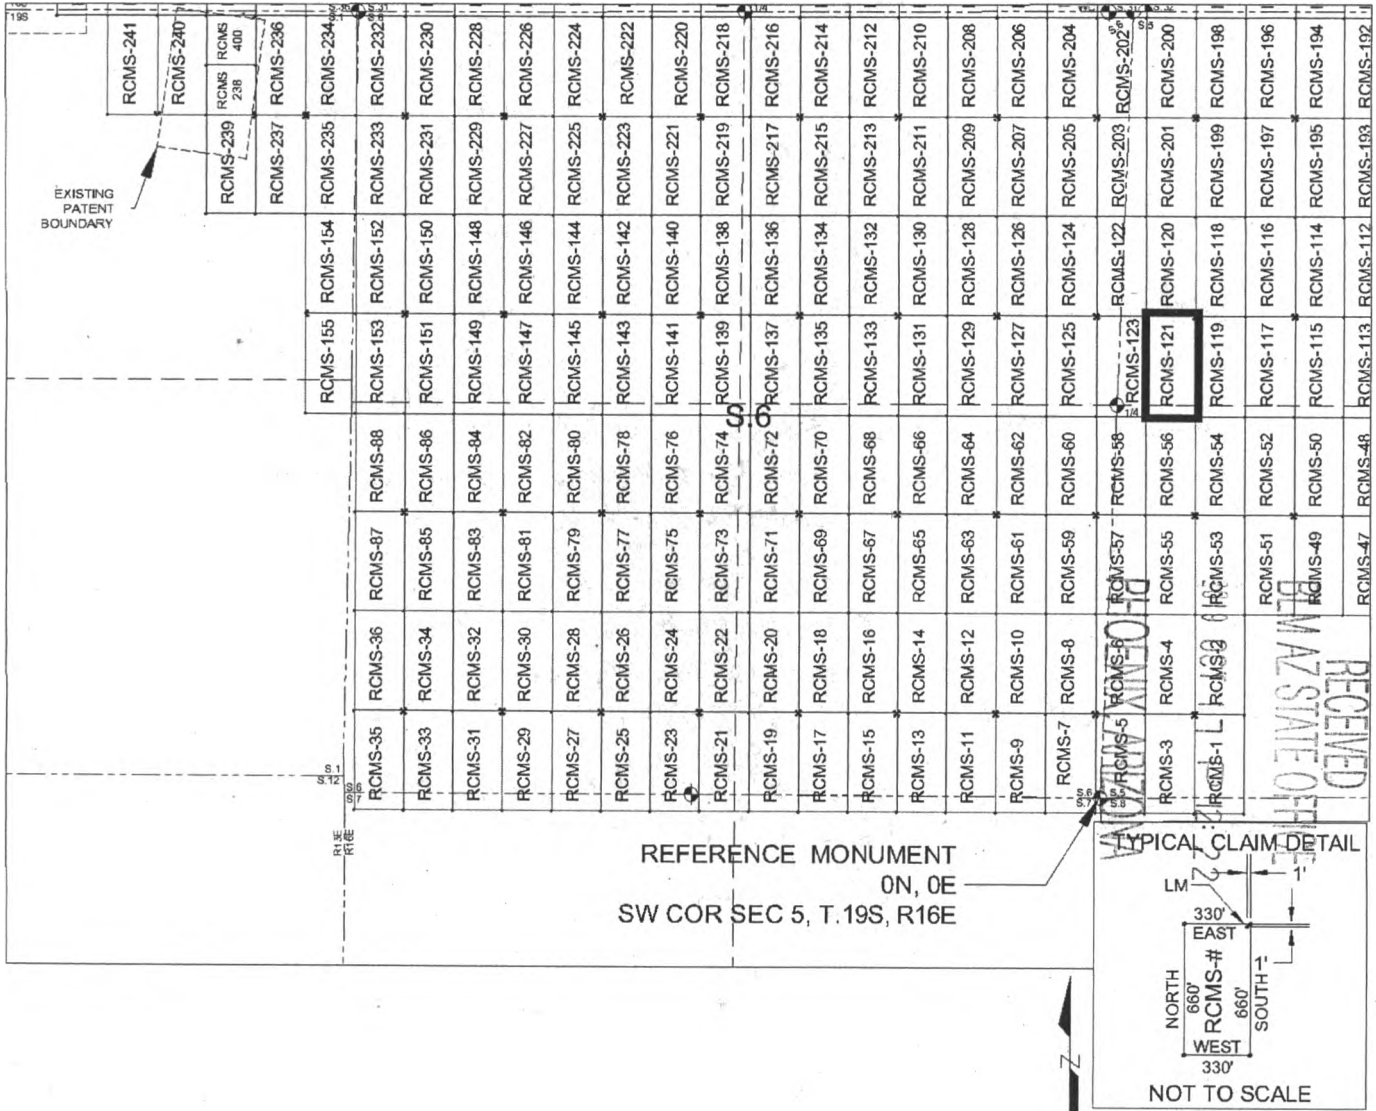 T19S
S.36 S.31
S.1 S.6
1/4
S.31 S.32
S.6 S.5
RCMS-241 RCMS-240 RCMS 400 RCMS-236 RCMS-234 RCMS-232 RCMS-230 RCMS-228 RCMS-226 RCMS-224 RCMS-222 RCMS-220 RCMS-218 RCMS-216 RCMS-214 RCMS-212 RCMS-210 RCMS-208 RCMS-206 RCMS-204 RCMS-202 RCMS-200 RCMS-198 RCMS-196 RCMS-194 RCMS-192
RCMS 238
RCMS-239 RCMS-237 RCMS-235 RCMS-233 RCMS-231 RCMS-229 RCMS-227 RCMS-225 RCMS-223 RCMS-221 RCMS-219 RCMS-217 RCMS-215 RCMS-213 RCMS-211 RCMS-209 RCMS-207 RCMS-205 RCMS-203 RCMS-201 RCMS-199 RCMS-197 RCMS-195 RCMS-193
EXISTING
PATENT
BOUNDARY
RCMS-154 RCMS-152 RCMS-150 RCMS-148 RCMS-146 RCMS-144 RCMS-142 RCMS-140 RCMS-138 RCMS-136 RCMS-134 RCMS-132 RCMS-130 RCMS-128 RCMS-126 RCMS-124 RCMS-122 RCMS-120 RCMS-118 RCMS-116 RCMS-114 RCMS-112
RCMS-155 RCMS-153 RCMS-151 RCMS-149 RCMS-147 RCMS-145 RCMS-143 RCMS-141 RCMS-139 RCMS-137 RCMS-135 RCMS-133 RCMS-131 RCMS-129 RCMS-127 RCMS-125 RCMS-123 RCMS-121 RCMS-119 RCMS-117 RCMS-115 RCMS-113
S.6
1/4
RCMS-88 RCMS-86 RCMS-84 RCMS-82 RCMS-80 RCMS-78 RCMS-76 RCMS-74 RCMS-72 RCMS-70 RCMS-68 RCMS-66 RCMS-64 RCMS-62 RCMS-60 RCMS-58 RCMS-56 RCMS-54 RCMS-52 RCMS-50 RCMS-48
RCMS-87 RCMS-85 RCMS-83 RCMS-81 RCMS-79 RCMS-77 RCMS-75 RCMS-73 RCMS-71 RCMS-69 RCMS-67 RCMS-65 RCMS-63 RCMS-61 RCMS-59 RCMS-57 RCMS-55 RCMS-53 RCMS-51 RCMS-49 RCMS-47
RCMS-36 RCMS-34 RCMS-32 RCMS-30 RCMS-28 RCMS-26 RCMS-24 RCMS-22 RCMS-20 RCMS-18 RCMS-16 RCMS-14 RCMS-12 RCMS-10 RCMS-8 RCMS-6 RCMS-4 RCMS-2
RCMS-35 RCMS-33 RCMS-31 RCMS-29 RCMS-27 RCMS-25 RCMS-23 RCMS-21 RCMS-19 RCMS-17 RCMS-15 RCMS-13 RCMS-11 RCMS-9 RCMS-7 RCMS-5 RCMS-3 RCMS-1
RECEIVED
BLM AZ STATE OFFICE
PHOENIX, ARIZONA
S.1
S.12
S.6
S.7
S.6 S.5
S.7 S.8
R16E
REFERENCE MONUMENT
0N, 0E
SW COR SEC 5, T.19S, R16E
TYPICAL CLAIM DETAIL
LM
1'
330'
EAST
NORTH
660'
RCMS-#
660'
SOUTH
1'
WEST
330'
NOT TO SCALE
N